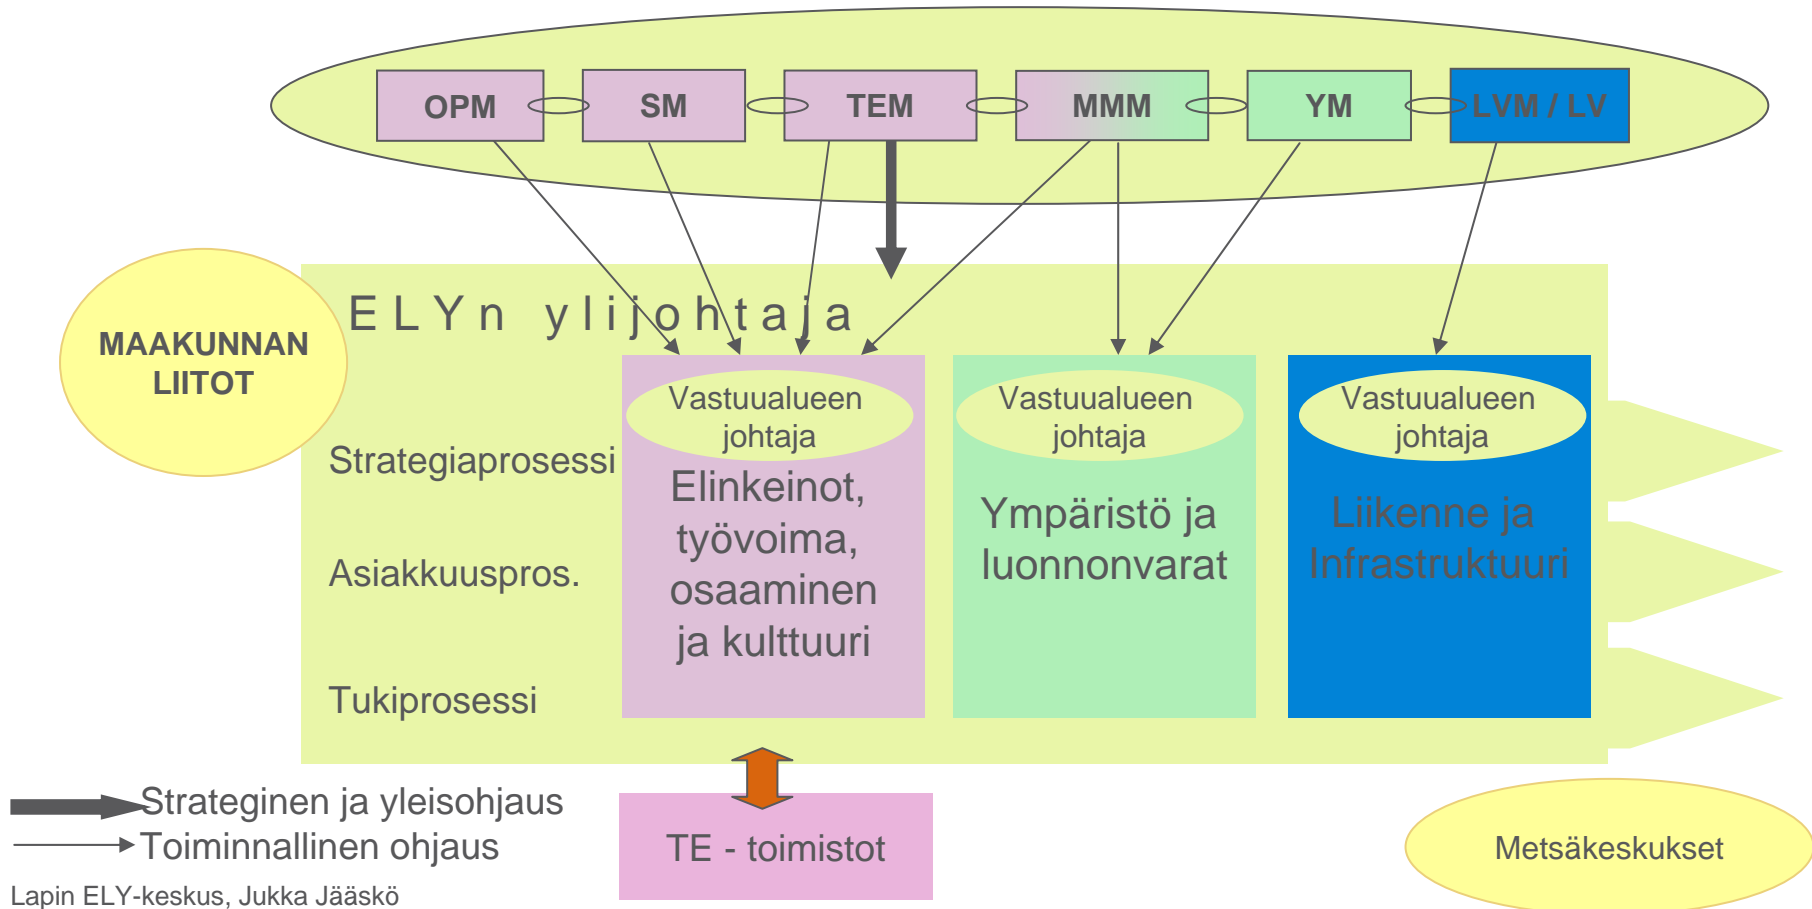 OPM
SM
TEM
MMM
YM
LVM / LV
MAAKUNNAN
LIITOT
ELYn ylijohtaja
Vastuualueen
johtaja
Vastuualueen
johtaja
Vastuualueen
johtaja
Strategiaprosessi
Asiakkuuspros.
Tukiprosessi
Elinkeinot,
työvoima,
osaaminen
ja kulttuuri
Ympäristö ja
luonnonvarat
Liikenne ja
Infrastruktuuri
Strateginen ja yleisohjaus
Toiminnallinen ohjaus
TE - toimistot
Metsäkeskukset
Lapin ELY-keskus, Jukka Jääskö